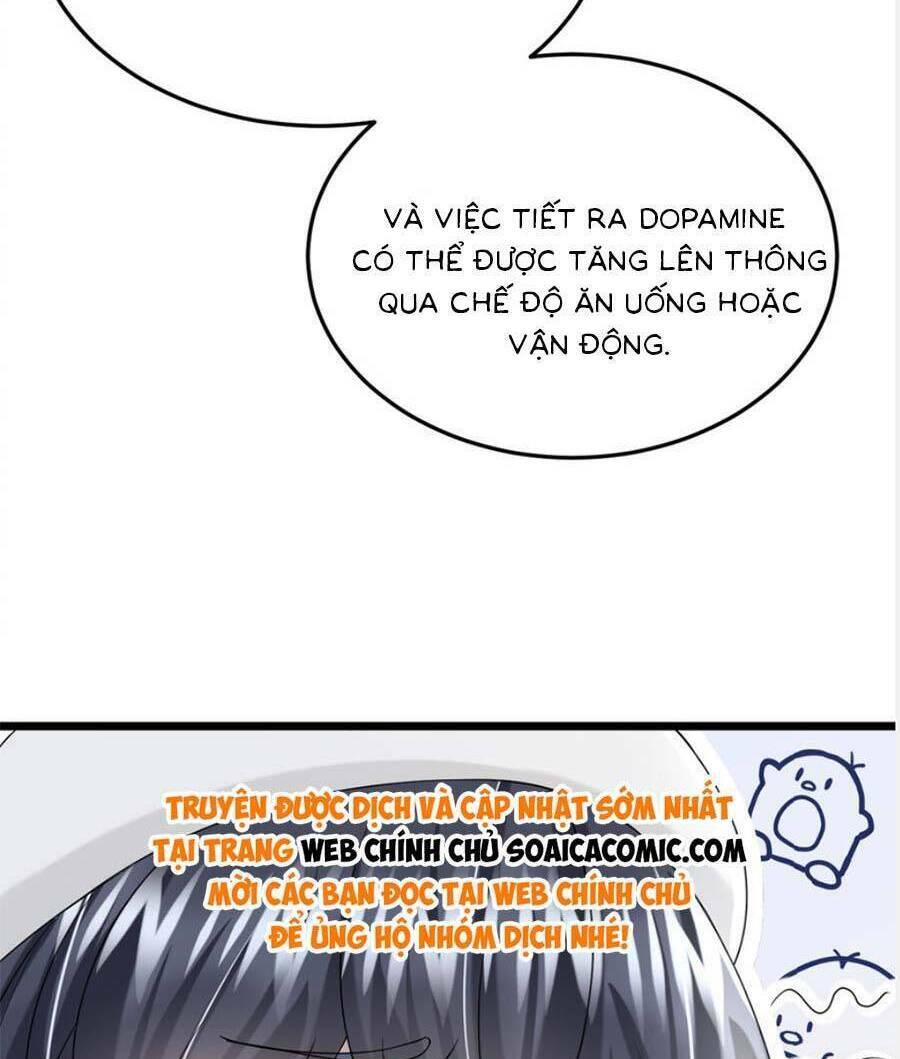 VÀ VIỆC TIẾT RA DOPAMINE
CÓ THỂ ĐƯỢC TĂNG LÊN THÔNG
QUA CHẾ ĐỘ ĂN UỐNG HOẶC
VẬN ĐỘNG.
TRUYỆN ĐƯỢC DỊCH VÀ CẬP NHẬT SỚM NHẤT
TẠI TRANG WEB CHÍNH CHỦ SOAICACOMIC.COM
MỜI CÁC BẠN ĐỌC TẠI WEB CHÍNH CHỦ
ĐỂ ỦNG HỘ NHÓM DỊCH NHÉ!